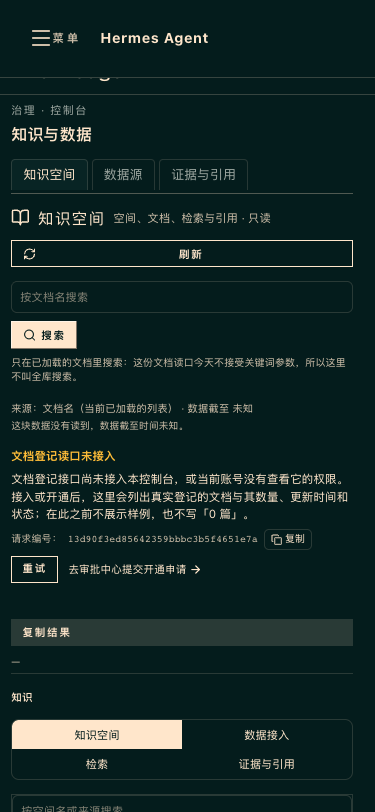 菜单 Hermes Agent
治理 · 控制台
知识与数据
知识空间 数据源 证据与引用
知识空间 空间、文档、检索与引用 · 只读
刷新
按文档名搜索
搜索
只在已加载的文档里搜索：这份文档读口今天不接受关键词参数，所以这里
不叫全库搜索。
来源：文档名（当前已加载的列表） · 数据截至 未知
这块数据没有读到，数据截至时间未知。
文档登记读口未接入
文档登记接口尚未接入本控制台，或当前账号没有查看它的权限。
接入或开通后，这里会列出真实登记的文档与其数量、更新时间和
状态；在此之前不展示样例，也不写「0 篇」。
请求编号： 13d90f3ed85642359bbbc3b5f4651e7a 复制
重试 去审批中心提交开通申请 →
复制结果
—
知识
知识空间 数据接入
检索 证据与引用
按空间名或来源搜索